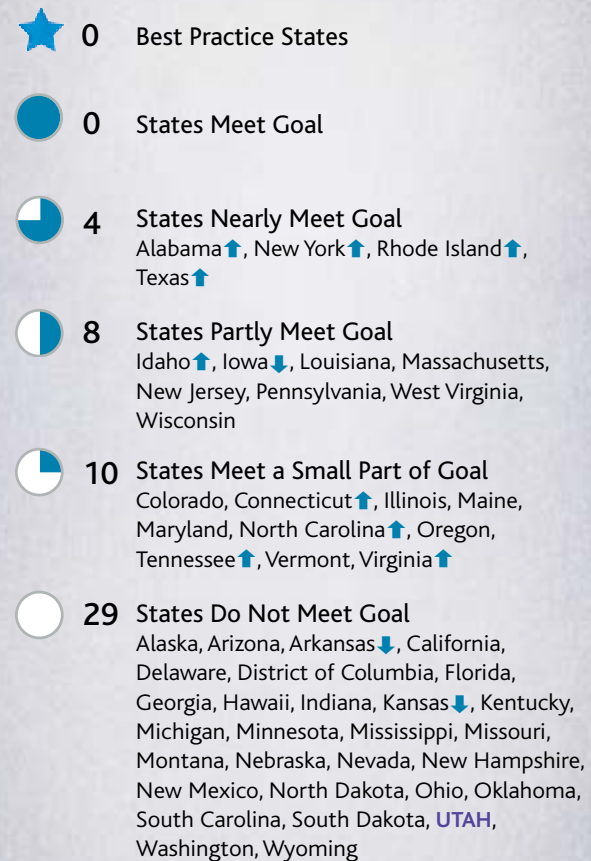 0 Best Practice States
0 States Meet Goal
4 States Nearly Meet Goal
Alabama⬆, New York⬆, Rhode Island⬆,
Texas⬆
8 States Partly Meet Goal
Idaho⬆, Iowa⬇, Louisiana, Massachusetts,
New Jersey, Pennsylvania, West Virginia,
Wisconsin
10 States Meet a Small Part of Goal
Colorado, Connecticut⬆, Illinois, Maine,
Maryland, North Carolina⬆, Oregon,
Tennessee⬆, Vermont, Virginia⬆
29 States Do Not Meet Goal
Alaska, Arizona, Arkansas⬇, California,
Delaware, District of Columbia, Florida,
Georgia, Hawaii, Indiana, Kansas⬇, Kentucky,
Michigan, Minnesota, Mississippi, Missouri,
Montana, Nebraska, Nevada, New Hampshire,
New Mexico, North Dakota, Ohio, Oklahoma,
South Carolina, South Dakota, UTAH,
Washington, Wyoming